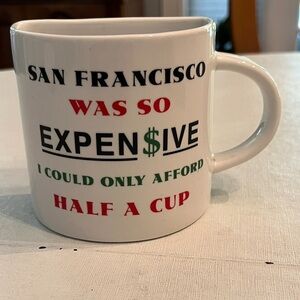 SAN FRANCISCO
WAS SO
EXPEN$IVE
I COULD ONLY AFFORD
HALF A CUP